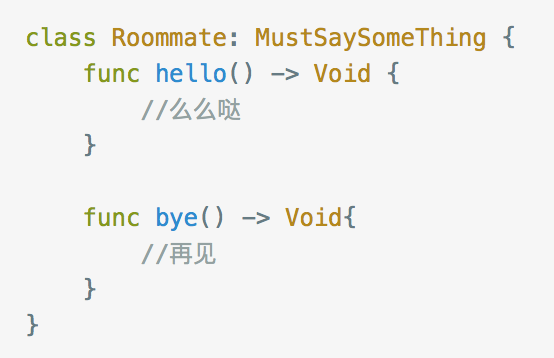 class Roommate: MustSaySomeThing {
    func hello() -> Void {
        //么么哒
    }

    func bye() -> Void{
        //再见
    }
}